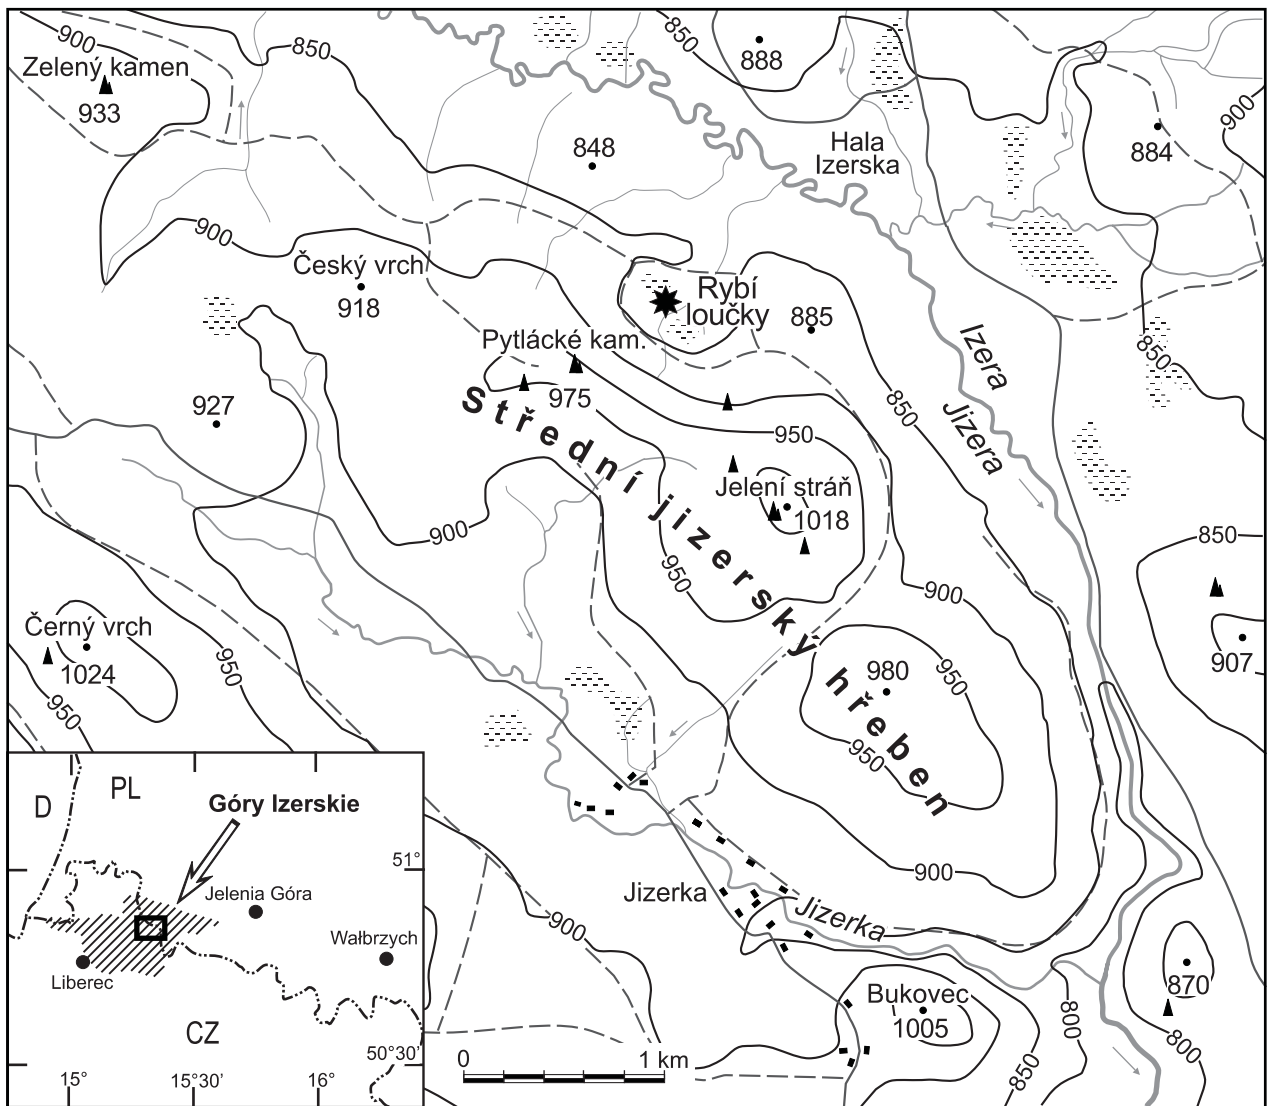 900
850
850
888
850
Zelený kamen
933
848
Hala
Izerska
884
900
900
Český vrch
918
Rybí
loučky
885
Pytlácké kam.
975
Izera
Jizera
850
850
927
Střední jizerský hřeben
950
Jelení stráň
1018
900
950
850
900
Černý vrch
1024
950
950
907
980
950
950
900
D
PL
Góry Izerskie
51°
Jelenia Góra
Wałbrzych
Liberec
CZ
50°30'
15°
15°30'
16°
Jizerka
Jizerka
900
Bukovec
1005
870
800
800
850
0
1 km